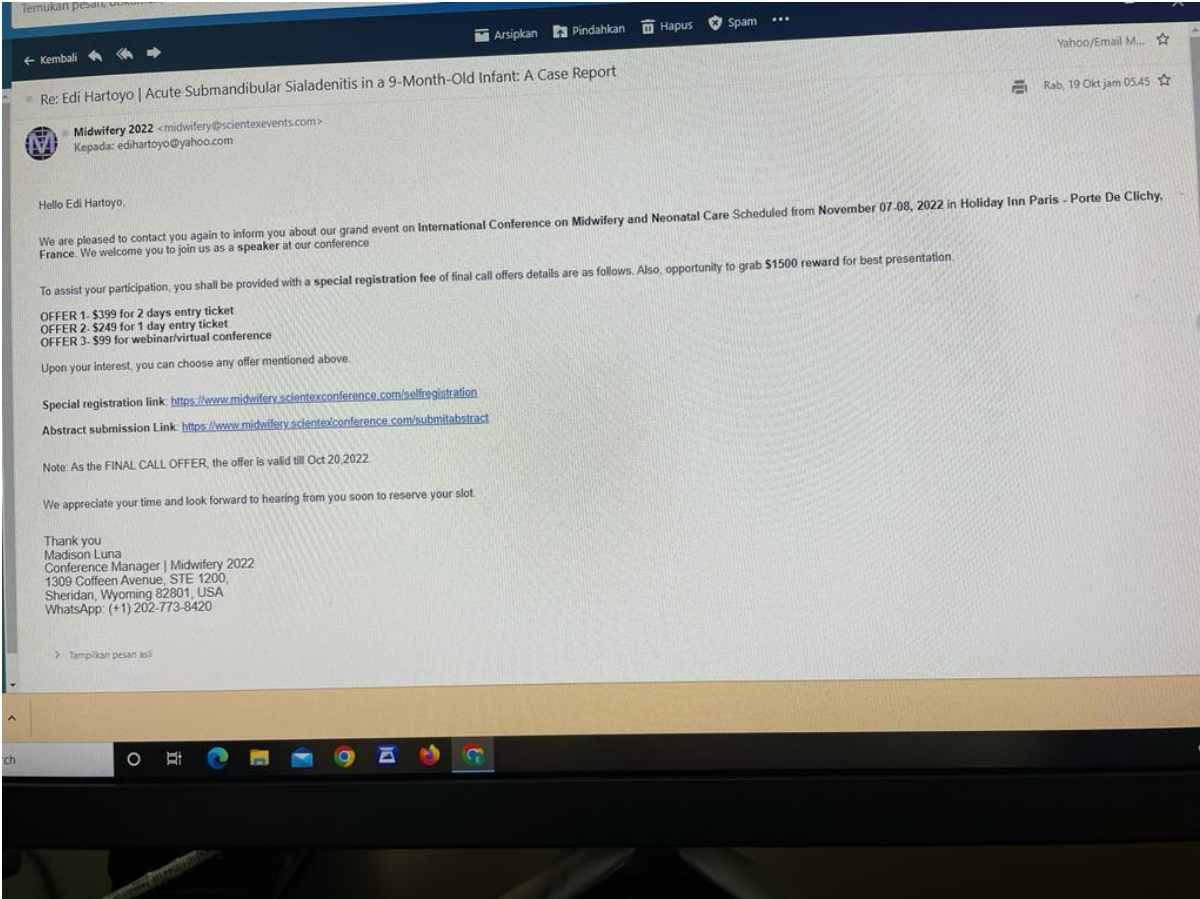 Temukan pesan,
Arsipkan Pindahkan Hapus Spam •••
← Kembali
Yahoo/Email M...
Re: Edi Hartoyo | Acute Submandibular Sialadenitis in a 9-Month-Old Infant: A Case Report
Rab, 19 Okt jam 05.45
Midwifery 2022 <midwifery@scientexevents.com>
Kepada: edihartoyo@yahoo.com
M
Hello Edi Hartoyo,
We are pleased to contact you again to inform you about our grand event on International Conference on Midwifery and Neonatal Care Scheduled from November 07-08, 2022 in Holiday Inn Paris - Porte De Clichy,
France. We welcome you to join us as a speaker at our conference
To assist your participation, you shall be provided with a special registration fee of final call offers details are as follows. Also, opportunity to grab $1500 reward for best presentation.
OFFER 1- $399 for 2 days entry ticket
OFFER 2- $249 for 1 day entry ticket
OFFER 3- $99 for webinar/virtual conference
Upon your interest, you can choose any offer mentioned above.
Special registration link: https://www.midwifery.scientexconference.com/selfregistration
Abstract submission Link: https://www.midwifery.scientexconference.com/submitabstract
Note: As the FINAL CALL OFFER, the offer is valid till Oct 20,2022.
We appreciate your time and look forward to hearing from you soon to reserve your slot.
Thank you
Madison Luna
Conference Manager | Midwifery 2022
1309 Coffeen Avenue, STE 1200,
Sheridan, Wyoming 82801, USA
WhatsApp: (+1) 202-773-8420
> Tampilkan pesan asli
rch